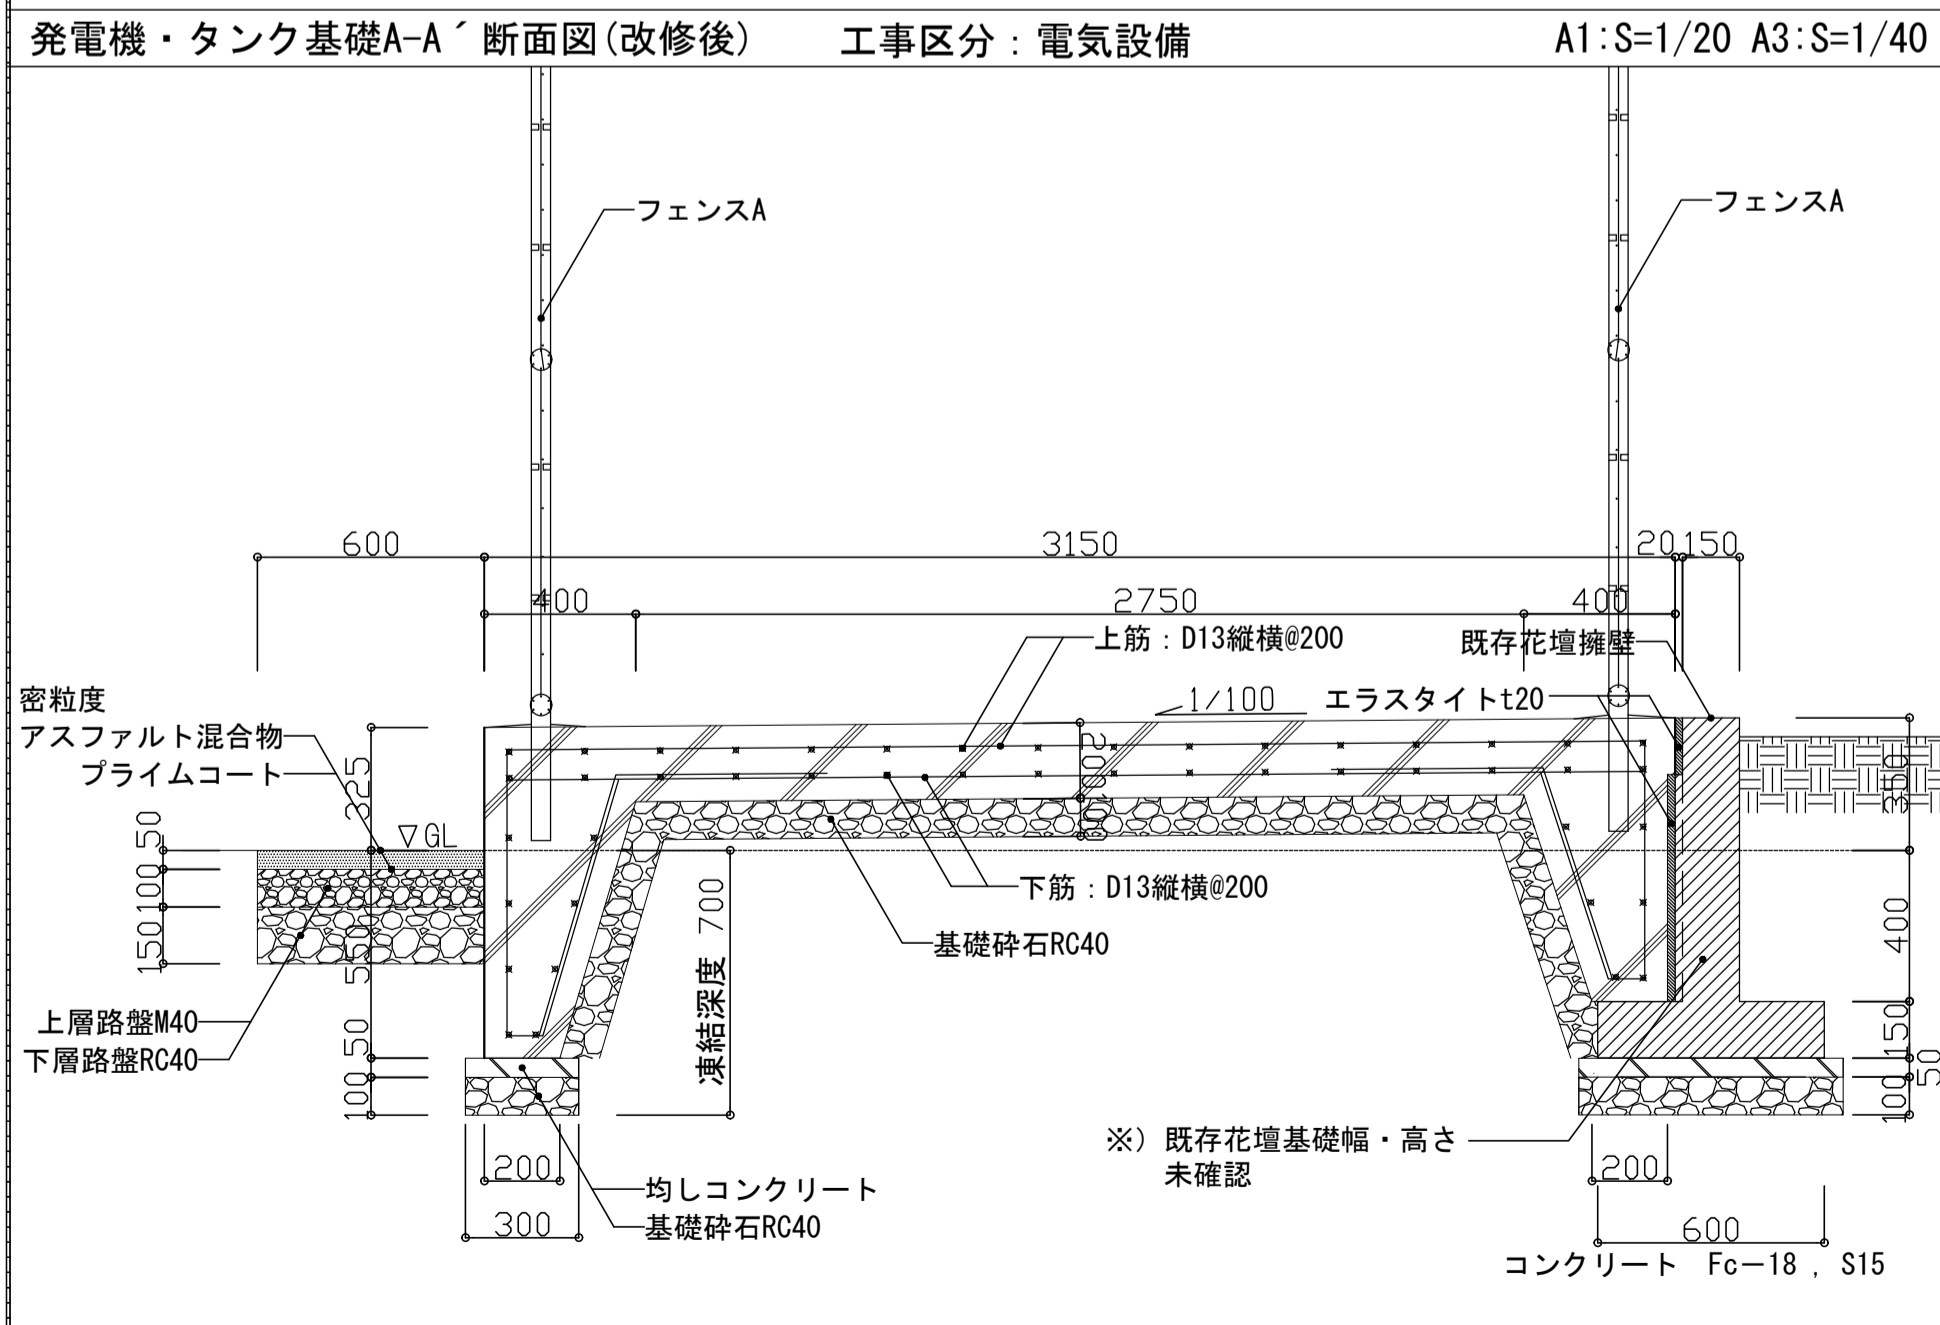 発電機・タンク基礎A-A´断面図(改修後)　　工事区分：電気設備　　A1:S=1/20 A3:S=1/40
フェンスA
フェンスA
600
3150
20
150
400
2750
400
上筋：D13縦横@200
既存花壇擁壁
1/100
エラスタイトt20
密粒度
アスファルト混合物
プライムコート
325
200
100
350
50
▽GL
100
150
550
下筋：D13縦横@200
基礎砕石RC40
凍結深度 700
400
上層路盤M40
下層路盤RC40
50
100
150
50
100
※）既存花壇基礎幅・高さ
未確認
200
300
均しコンクリート
基礎砕石RC40
200
600
コンクリート　Fc－18 , S15